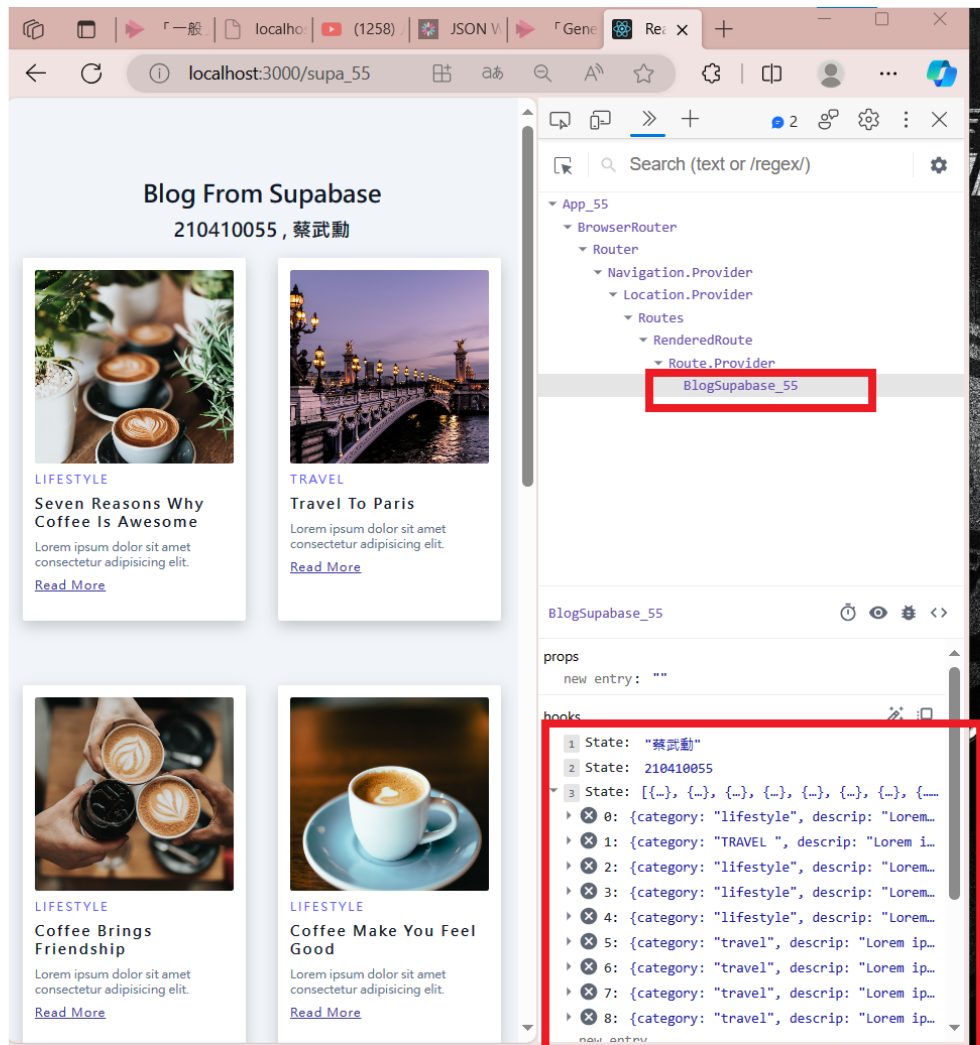 「一般
localhos
(1258)
JSON W
「Gene
Rea
localhost:3000/supa_55
aあ
2
Search (text or /regex/)
Blog From Supabase
210410055 , 蔡武勳
LIFESTYLE
Seven Reasons Why
Coffee Is Awesome
Lorem ipsum dolor sit amet
consectetur adipisicing elit.
Read More
TRAVEL
Travel To Paris
Lorem ipsum dolor sit amet
consectetur adipisicing elit.
Read More
LIFESTYLE
Coffee Brings
Friendship
Lorem ipsum dolor sit amet
consectetur adipisicing elit.
Read More
LIFESTYLE
Coffee Make You Feel
Good
Lorem ipsum dolor sit amet
consectetur adipisicing elit.
Read More
App_55
BrowserRouter
Router
Navigation.Provider
Location.Provider
Routes
RenderedRoute
Route.Provider
BlogSupabase_55
BlogSupabase_55
props
new entry: ""
hooks
1 State: "蔡武勳"
2 State: 210410055
3 State: [{…}, {…}, {…}, {…}, {…}, {…}, {…}, {……
0: {category: "lifestyle", descrip: "Lorem…
1: {category: "TRAVEL ", descrip: "Lorem i…
2: {category: "lifestyle", descrip: "Lorem…
3: {category: "lifestyle", descrip: "Lorem…
4: {category: "lifestyle", descrip: "Lorem…
5: {category: "travel", descrip: "Lorem ip…
6: {category: "travel", descrip: "Lorem ip…
7: {category: "travel", descrip: "Lorem ip…
8: {category: "travel", descrip: "Lorem ip…
new entry